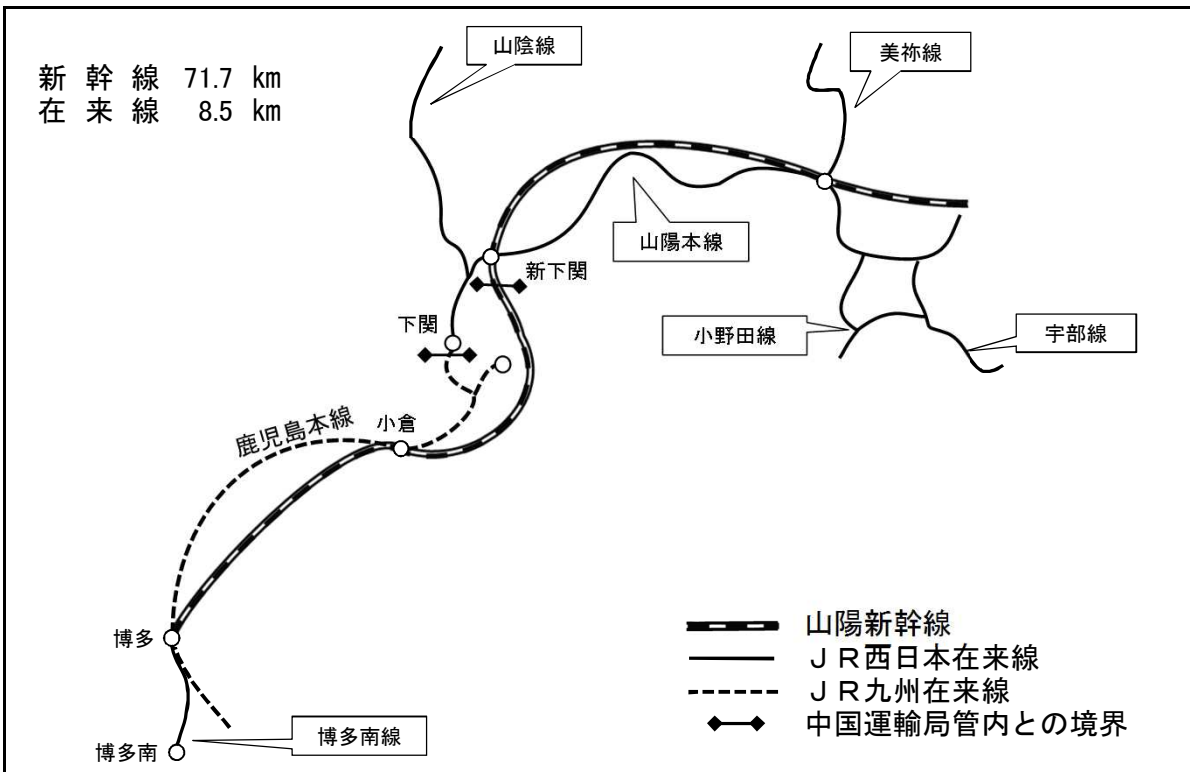 新幹線 71.7 km
在来線 8.5 km
山陰線
美祢線
山陽本線
新下関
下関
小野田線
宇部線
小倉
鹿児島本線
博多
博多南
博多南線
山陽新幹線
ＪＲ西日本在来線
ＪＲ九州在来線
中国運輸局管内との境界